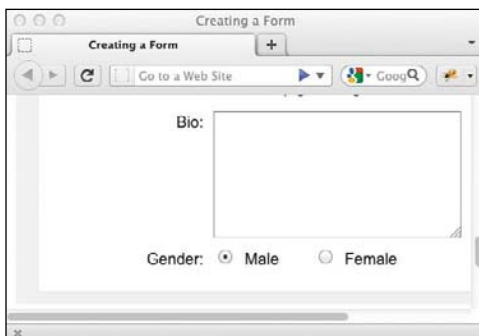 Creating a Form
Creating a Form
Go to a Web Site
Goog
Bio:
Gender: Male Female